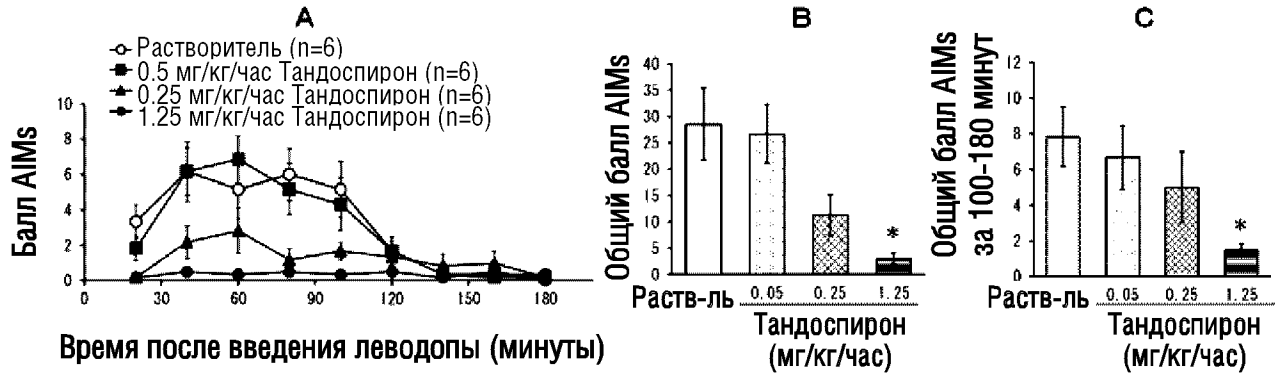 A
Растворитель (n=6)
0.5 мг/кг/час Тандоспирон (n=6)
0.25 мг/кг/час Тандоспирон (n=6)
1.25 мг/кг/час Тандоспирон (n=6)
Балл AIMs
10
8
6
4
2
0
0 30 60 90 120 150 180
Время после введения леводопы (минуты)
B
Общий балл AIMs
40
35
30
25
20
15
10
5
0
*
Раств-ль 0.05 0.25 1.25
Тандоспирон
(мг/кг/час)
C
Общий балл AIMs
за 100-180 минут
12
10
8
6
4
2
0
*
Раств-ль 0.05 0.25 1.25
Тандоспирон
(мг/кг/час)